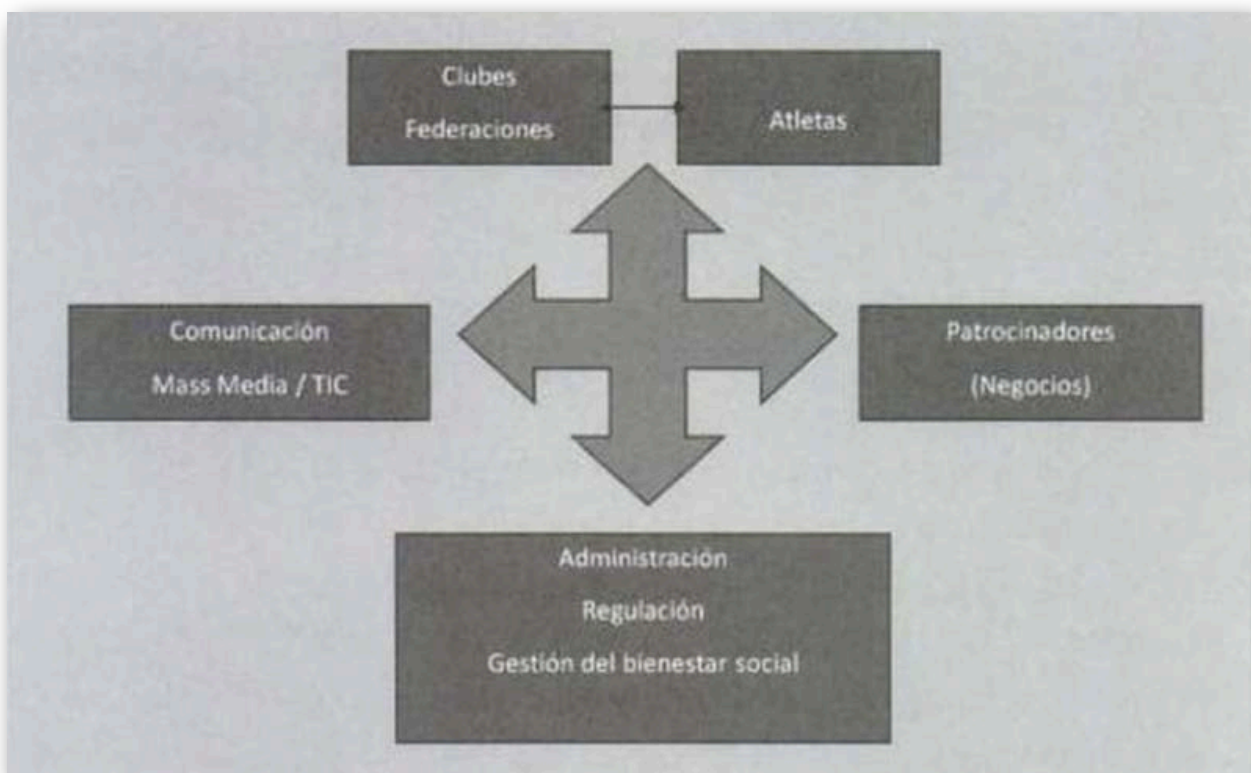 Clubes
Federaciones
Atletas
Comunicación
Mass Media / TIC
Patrocinadores
(Negocios)
Administración
Regulación
Gestión del bienestar social